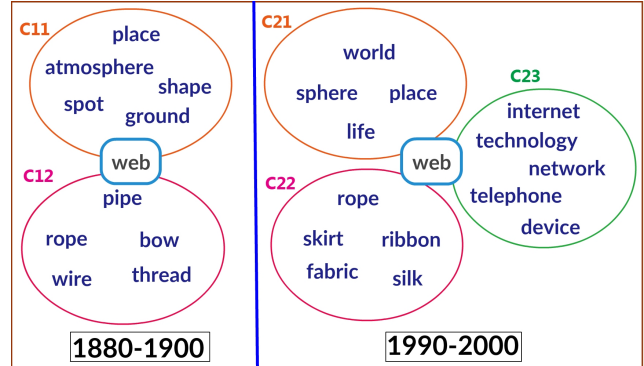 C11
place
atmosphere
shape
spot
ground
web
C12
pipe
rope
bow
wire
thread
1880-1900
C21
world
sphere place
life
web
C22
rope
skirt ribbon
fabric
silk
C23
internet
technology
network
telephone
device
1990-2000